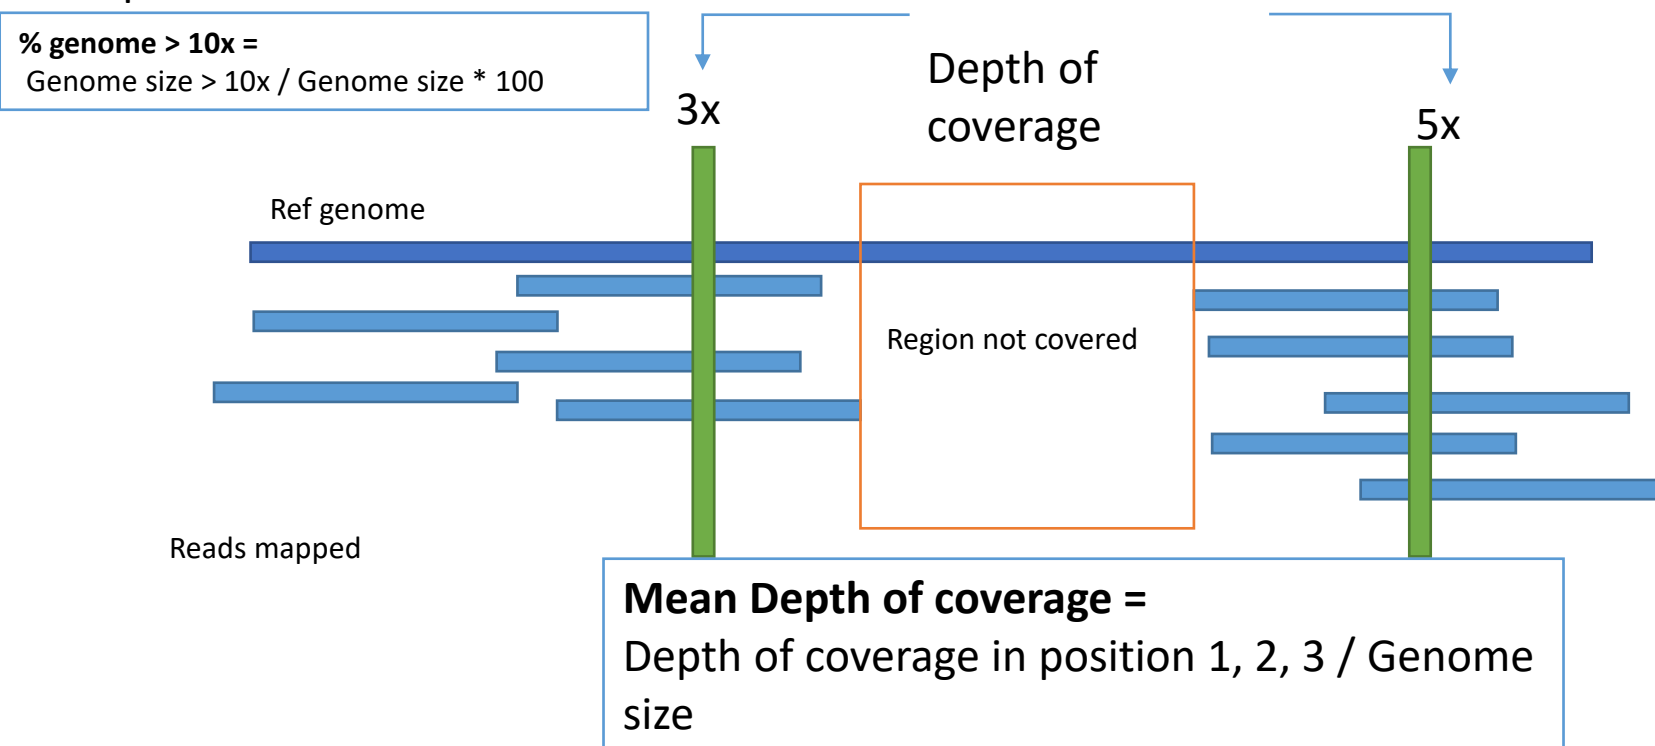 % genome > 10x =
Genome size > 10x / Genome size * 100
Depth of
coverage
3x
5x
Ref genome
Region not covered
Reads mapped
Mean Depth of coverage =
Depth of coverage in position 1, 2, 3 / Genome
size